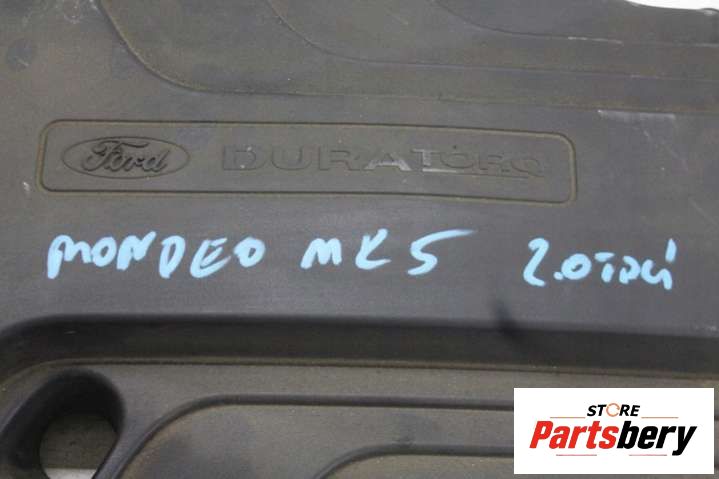 Ford DURATORQ
MONDEO MK5 2.0TDCi
STORE
Partsbery